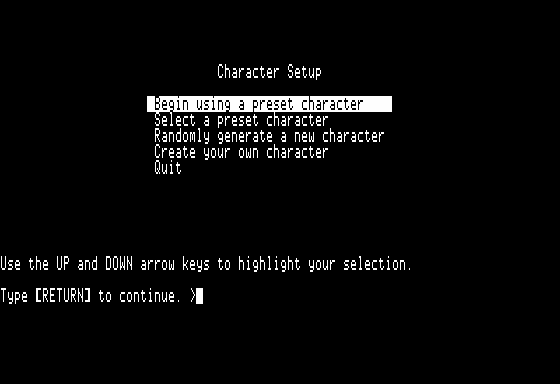 Character Setup
Begin using a preset character
Select a preset character
Randomly generate a new character
Create your own character
Quit
Use the UP and DOWN arrow keys to highlight your selection.
Type [RETURN] to continue. >